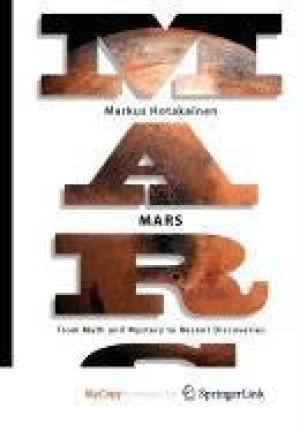 M
Markus Hotakainen
A
MARS
R
From Myth and Mystery to Recent Discoveries
S
MyCopy
SpringerLink